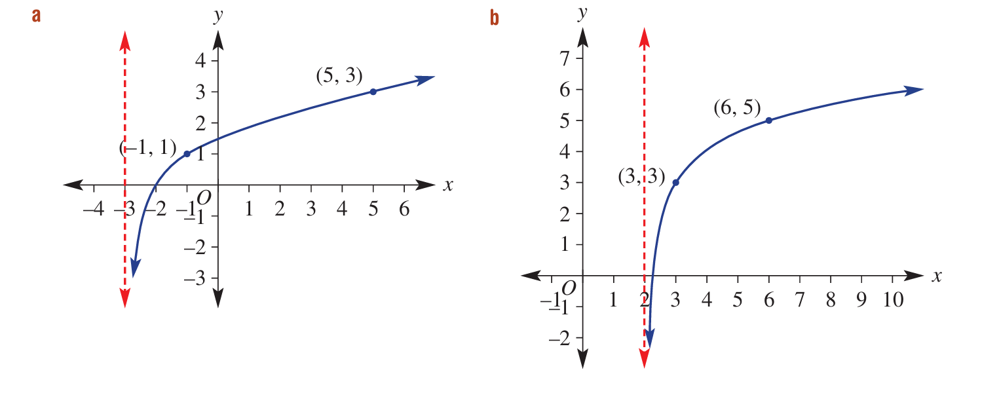 a
y
4
3
2
1
(5, 3)
(–1, 1)
x
O
–4 –3 –2 –1 1 2 3 4 5 6
–1
–2
–3
b
y
7
6
5
4
3
2
1
(6, 5)
(3, 3)
x
O
–1 1 2 3 4 5 6 7 8 9 10
–1
–2